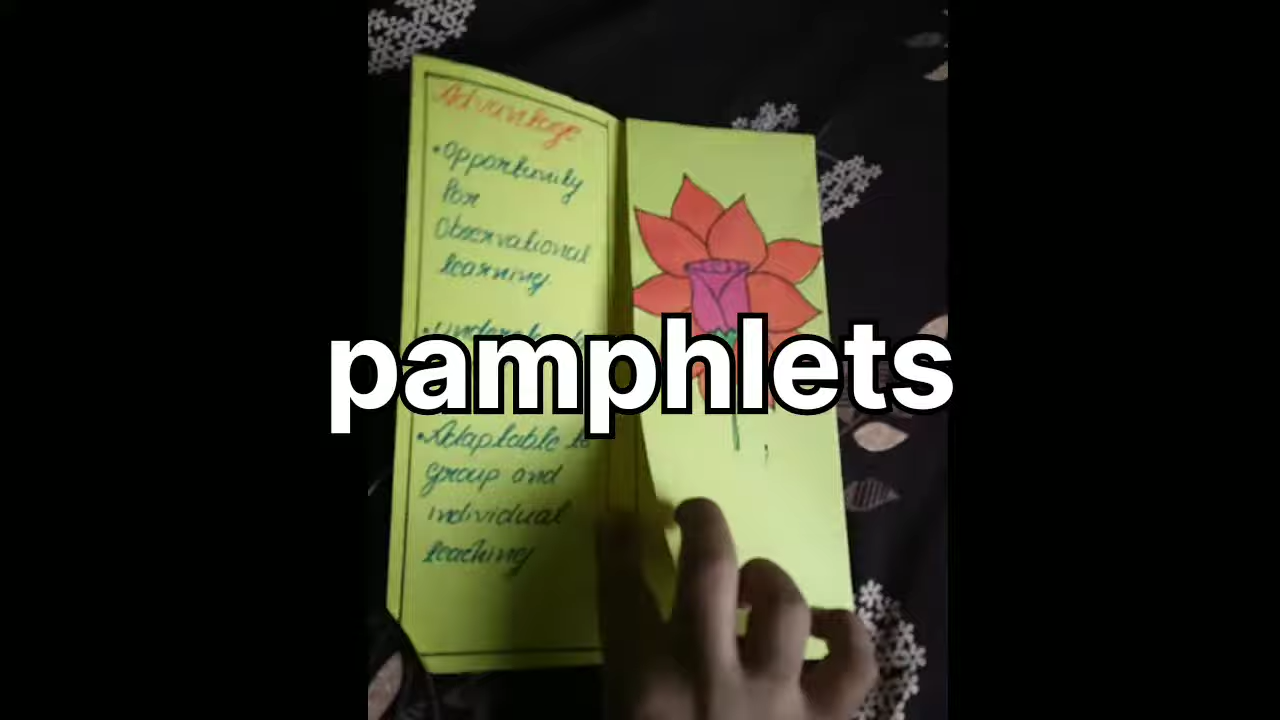 Advantage
• Opportunity
for
Observational
learning.
pamphlets
• Adaptable to
group and
individual
teaching